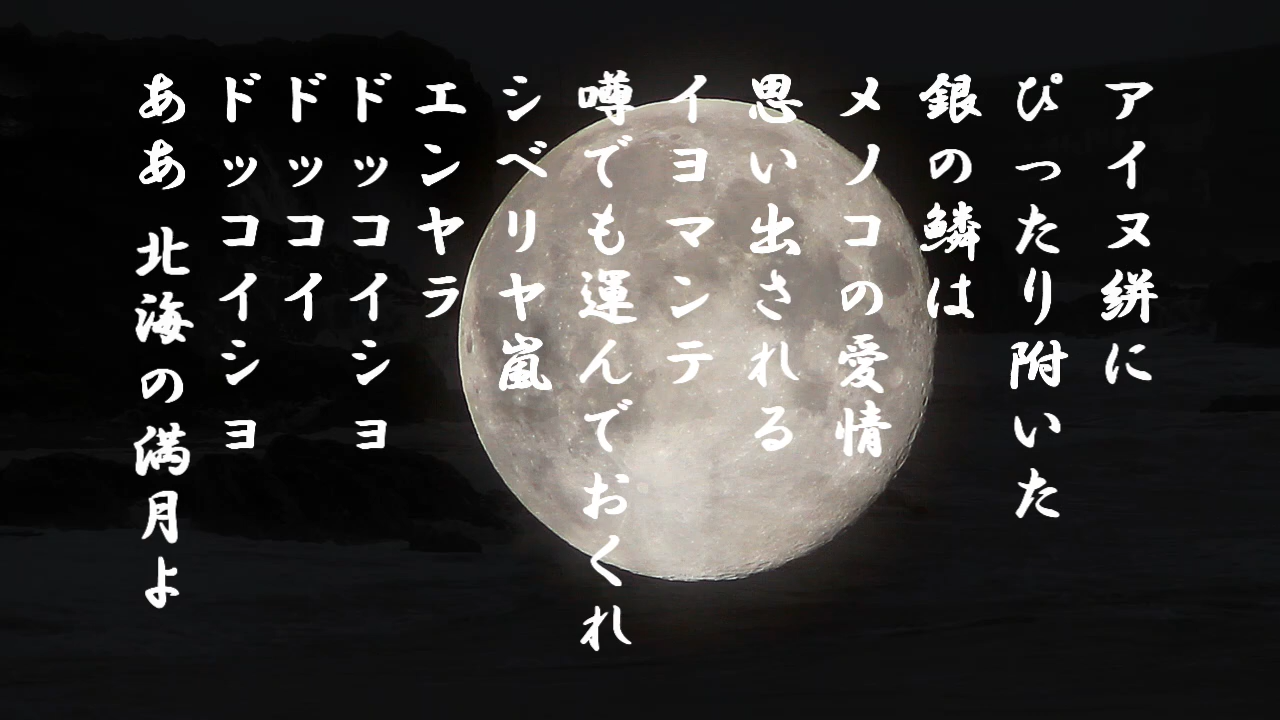 アイヌ絣に
ぴったり附いた
銀の鱗は
メノコの愛情
思い出される
イヨマンテ
噂でも運んでおくれ
シベリヤ嵐
エンヤラ
ドッコイショ
ドッコイ
ドッコイショ
ああ 北海の満月よ